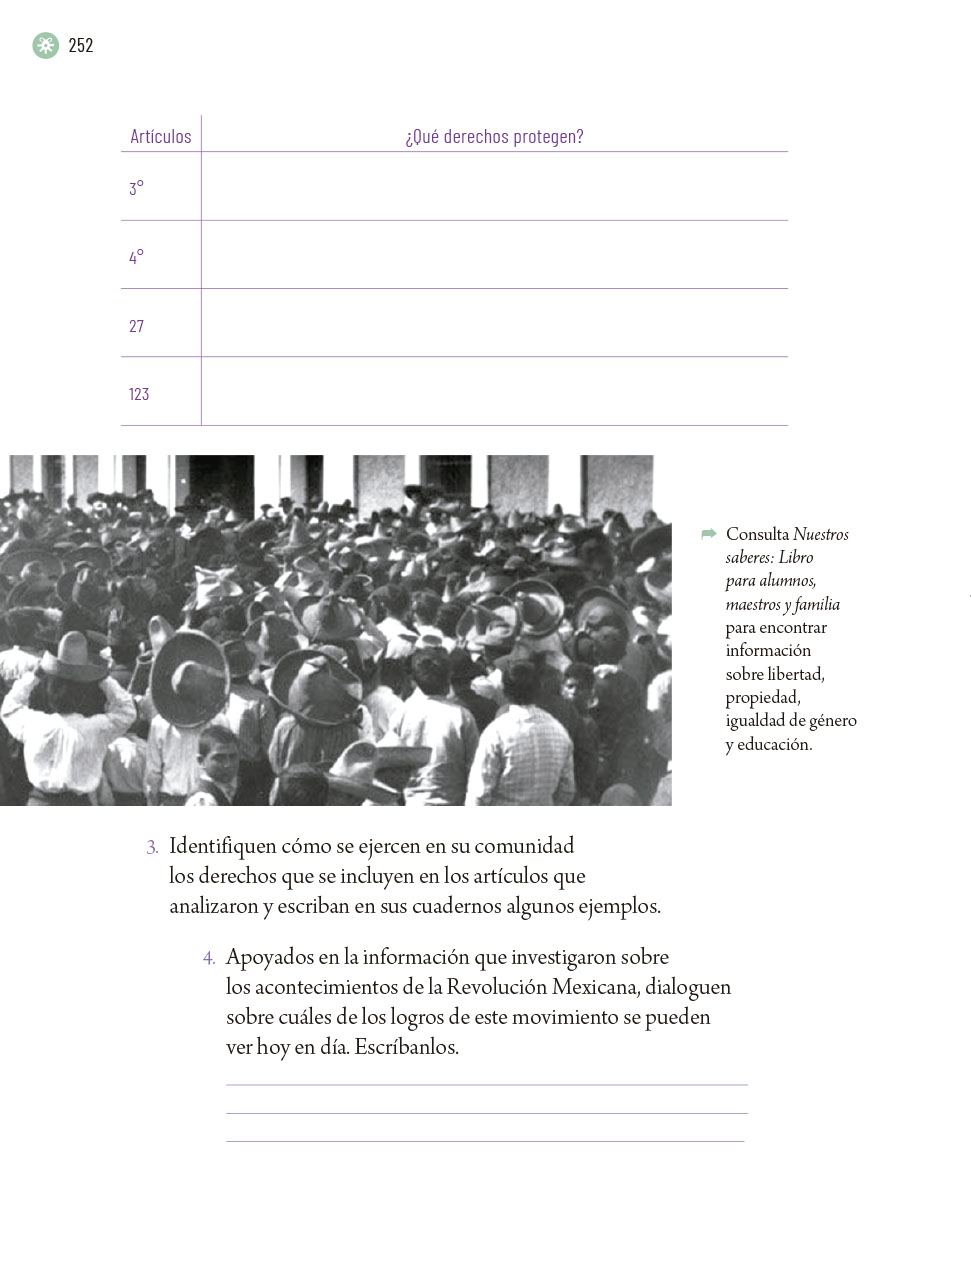 252
Artículos ¿Qué derechos protegen?
3°
4°
27
123
Consulta Nuestros
saberes: Libro
para alumnos,
maestros y familia
para encontrar
información
sobre libertad,
propiedad,
igualdad de género
y educación.
3. Identifiquen cómo se ejercen en su comunidad
los derechos que se incluyen en los artículos que
analizaron y escriban en sus cuadernos algunos ejemplos.
4. Apoyados en la información que investigaron sobre
los acontecimientos de la Revolución Mexicana, dialoguen
sobre cuáles de los logros de este movimiento se pueden
ver hoy en día. Escríbanlos.